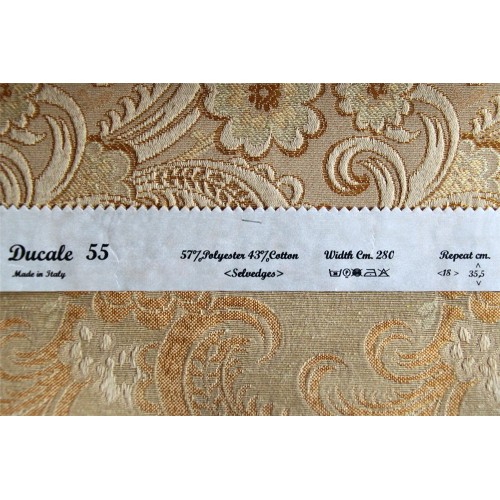 Ducale 55
Made in Italy
57%Polyester 43%Cotton
<Selvedges>
Width Cm. 280
Repeat cm.
<18> 35,5